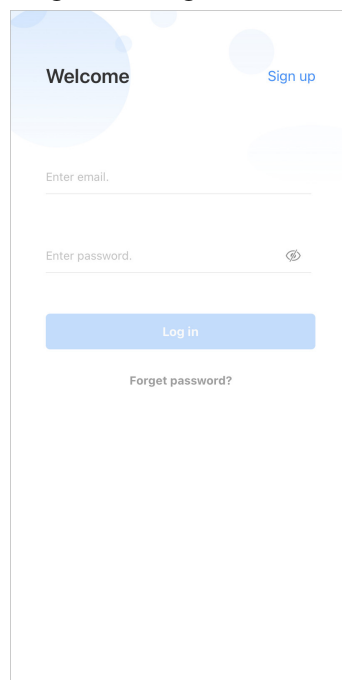 Welcome
Sign up
Enter email.
Enter password.
Log in
Forget password?